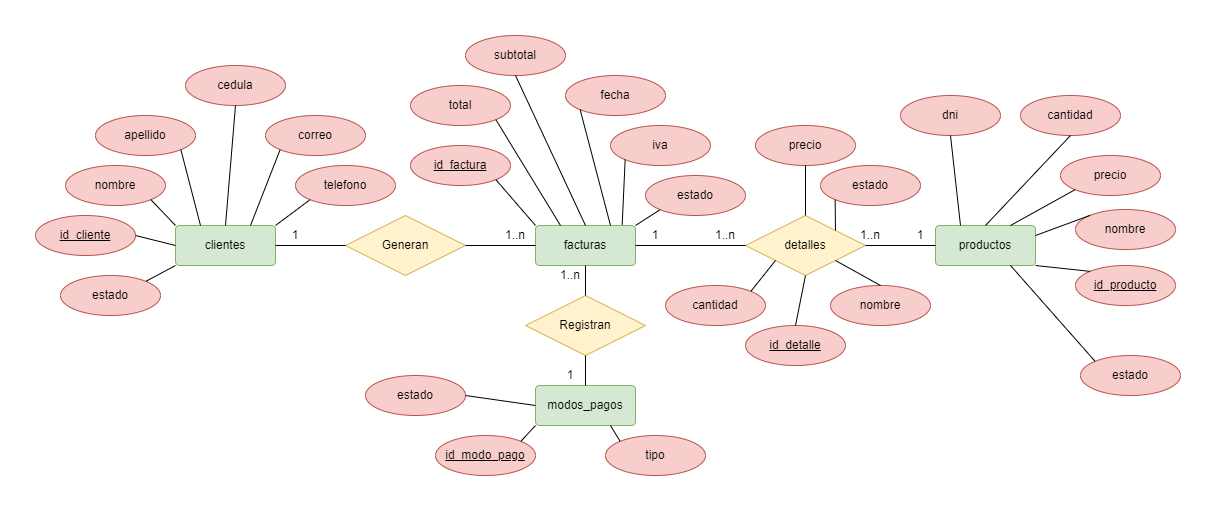 subtotal
cedula
fecha
total
dni
cantidad
apellido
correo
iva
precio
id_factura
precio
nombre
telefono
estado
estado
id_cliente
1
1..n
1
1..n
1..n
1
nombre
clientes
Generan
facturas
detalles
productos
1..n
id_producto
estado
cantidad
nombre
Registran
id_detalle
1
estado
estado
modos_pagos
id_modo_pago
tipo